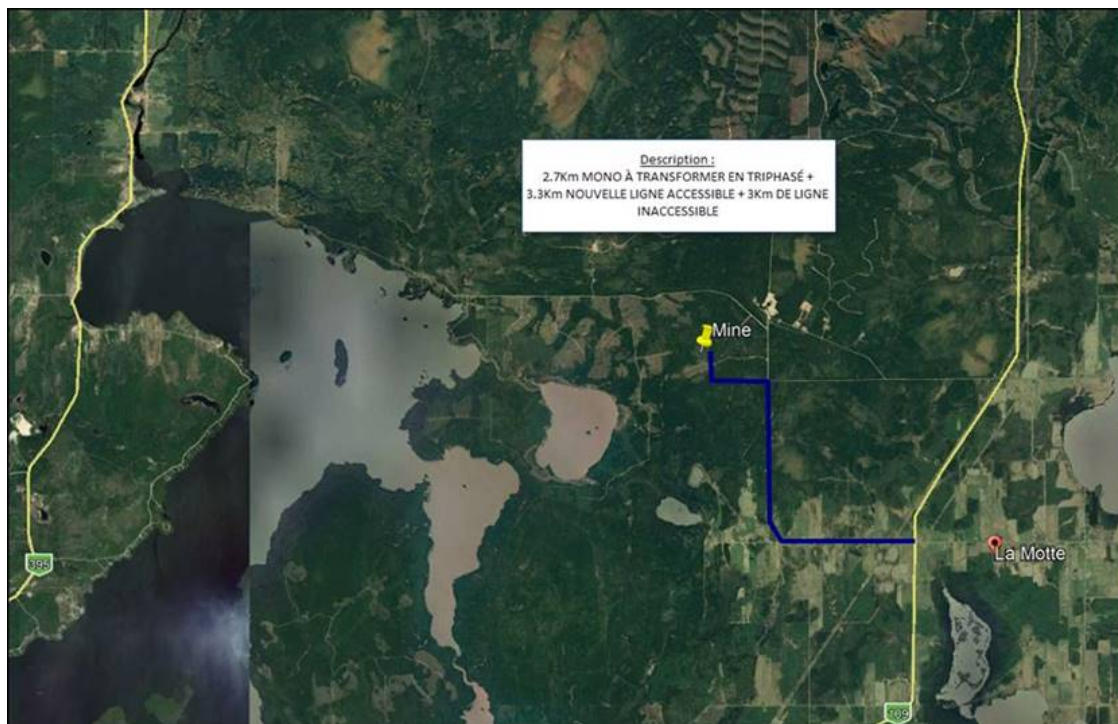 Description :
2.7Km MONO À TRANSFORMER EN TRIPHASÉ +
3.3Km NOUVELLE LIGNE ACCESSIBLE + 3Km DE LIGNE
INACCESSIBLE
Mine
La Motte
395
109